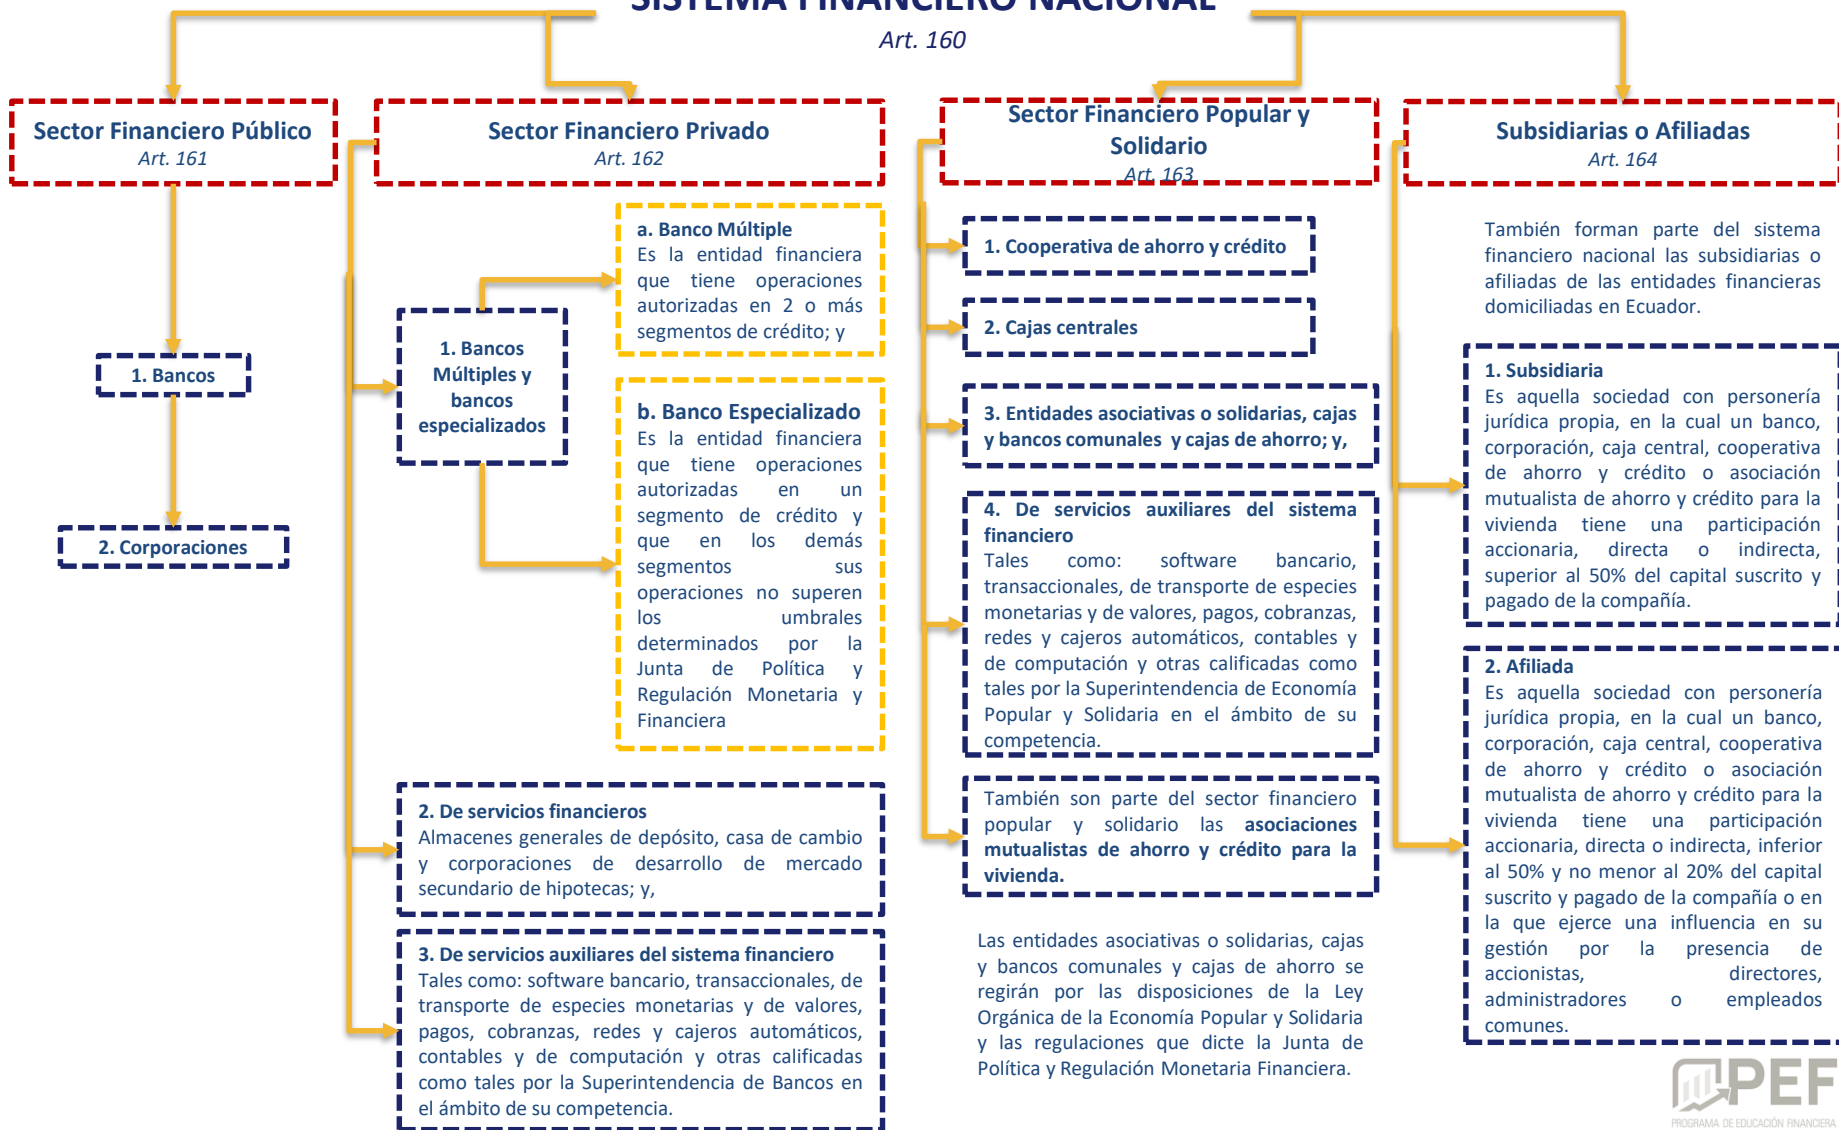 SISTEMA FINANCIERO NACIONAL
Art. 160
Sector Financiero Público
Art. 161
1. Bancos
2. Corporaciones
Sector Financiero Privado
Art. 162
1. Bancos
Múltiples y
bancos
especializados
a. Banco Múltiple
Es la entidad financiera
que tiene operaciones
autorizadas en 2 o más
segmentos de crédito; y
b. Banco Especializado
Es la entidad financiera
que tiene operaciones
autorizadas en un
segmento de crédito y
que en los demás
segmentos sus
operaciones no superen
los umbrales
determinados por la
Junta de Política y
Regulación Monetaria y
Financiera
2. De servicios financieros
Almacenes generales de depósito, casa de cambio
y corporaciones de desarrollo de mercado
secundario de hipotecas; y,
3. De servicios auxiliares del sistema financiero
Tales como: software bancario, transaccionales, de
transporte de especies monetarias y de valores,
pagos, cobranzas, redes y cajeros automáticos,
contables y de computación y otras calificadas
como tales por la Superintendencia de Bancos en
el ámbito de su competencia.
Sector Financiero Popular y
Solidario
Art. 163
1. Cooperativa de ahorro y crédito
2. Cajas centrales
3. Entidades asociativas o solidarias, cajas
y bancos comunales y cajas de ahorro; y,
4. De servicios auxiliares del sistema
financiero
Tales como: software bancario,
transaccionales, de transporte de especies
monetarias y de valores, pagos, cobranzas,
redes y cajeros automáticos, contables y
de computación y otras calificadas como
tales por la Superintendencia de Economía
Popular y Solidaria en el ámbito de su
competencia.
También son parte del sector financiero
popular y solidario las asociaciones
mutualistas de ahorro y crédito para la
vivienda.
Las entidades asociativas o solidarias, cajas
y bancos comunales y cajas de ahorro se
regirán por las disposiciones de la Ley
Orgánica de la Economía Popular y Solidaria
y las regulaciones que dicte la Junta de
Política y Regulación Monetaria Financiera.
Subsidiarias o Afiliadas
Art. 164
También forman parte del sistema
financiero nacional las subsidiarias o
afiliadas de las entidades financieras
domiciliadas en Ecuador.
1. Subsidiaria
Es aquella sociedad con personería
jurídica propia, en la cual un banco,
corporación, caja central, cooperativa
de ahorro y crédito o asociación
mutualista de ahorro y crédito para la
vivienda tiene una participación
accionaria, directa o indirecta,
superior al 50% del capital suscrito y
pagado de la compañía.
2. Afiliada
Es aquella sociedad con personería
jurídica propia, en la cual un banco,
corporación, caja central, cooperativa
de ahorro y crédito o asociación
mutualista de ahorro y crédito para la
vivienda tiene una participación
accionaria, directa o indirecta, inferior
al 50% y no menor al 20% del capital
suscrito y pagado de la compañía o en
la que ejerce una influencia en su
gestión por la presencia de
accionistas, directores,
administradores o empleados
comunes.
PEF
PROGRAMA DE EDUCACIÓN FINANCIERA